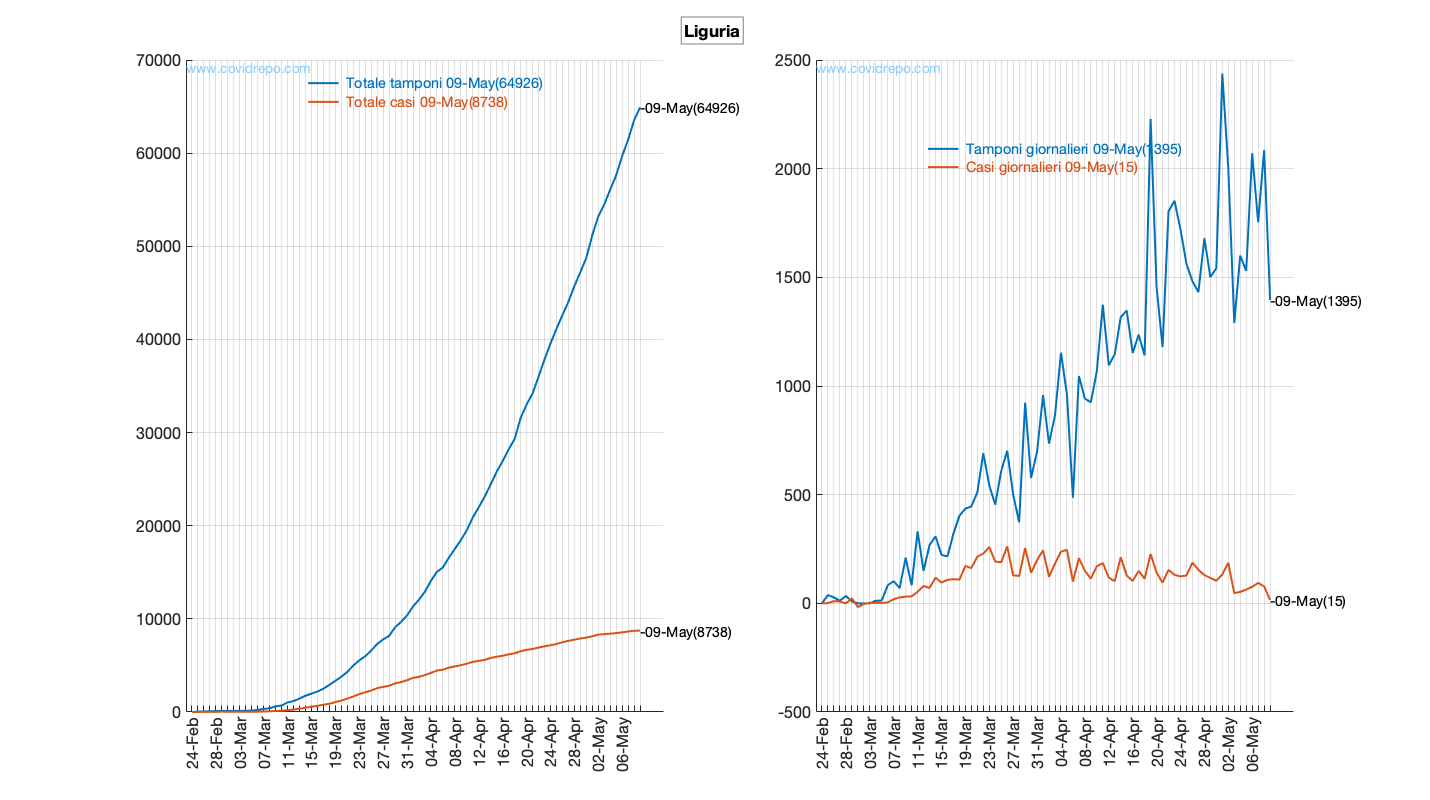 Liguria
www.covidrepo.com
Totale tamponi 09-May(64926)
Totale casi 09-May(8738)
70000
60000
50000
40000
30000
20000
10000
0
-09-May(64926)
-09-May(8738)
24-Feb
28-Feb
03-Mar
07-Mar
11-Mar
15-Mar
19-Mar
23-Mar
27-Mar
31-Mar
04-Apr
08-Apr
12-Apr
16-Apr
20-Apr
24-Apr
28-Apr
02-May
06-May
www.covidrepo.com
Tamponi giornalieri 09-May(1395)
Casi giornalieri 09-May(15)
2500
2000
1500
1000
500
0
-500
-09-May(1395)
-09-May(15)
24-Feb
28-Feb
03-Mar
07-Mar
11-Mar
15-Mar
19-Mar
23-Mar
27-Mar
31-Mar
04-Apr
08-Apr
12-Apr
16-Apr
20-Apr
24-Apr
28-Apr
02-May
06-May